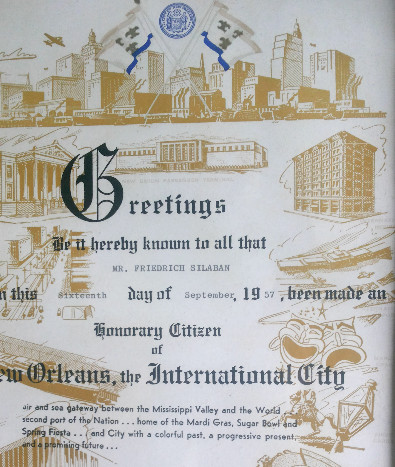 Greetings
Be it hereby known to all that
MR. FRIEDRICH SILABAN
this sixteenth day of September, 1957, been made an
Honorary Citizen
of
New Orleans, the International City
air and sea gateway between the Mississippi Valley and the World
second port of the Nation . . . home of the Mardi Gras, Sugar Bowl and
Spring Fiesta . . . and City with a colorful past, a progressive present,
and a promising future . . .